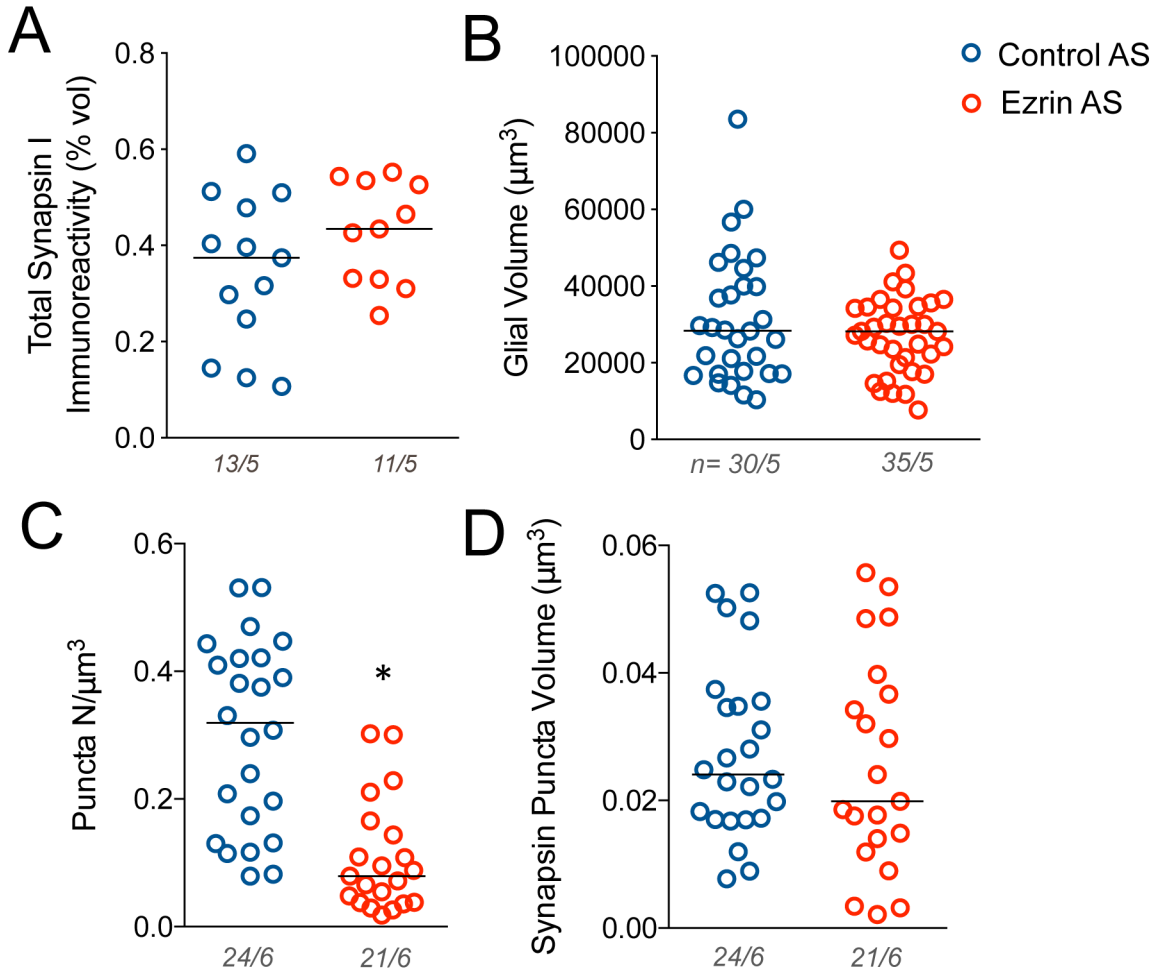 A
Total Synapsin I
Immunoreactivity (% vol)
0.8
0.6
0.4
0.2
0.0
13/5
11/5
B
Glial Volume (µm³)
100000
80000
60000
40000
20000
0
n= 30/5
35/5
Control AS
Ezrin AS
C
Puncta N/µm³
0.6
0.4
0.2
0.0
*
24/6
21/6
D
Synapsin Puncta Volume (µm³)
0.06
0.04
0.02
0.00
24/6
21/6